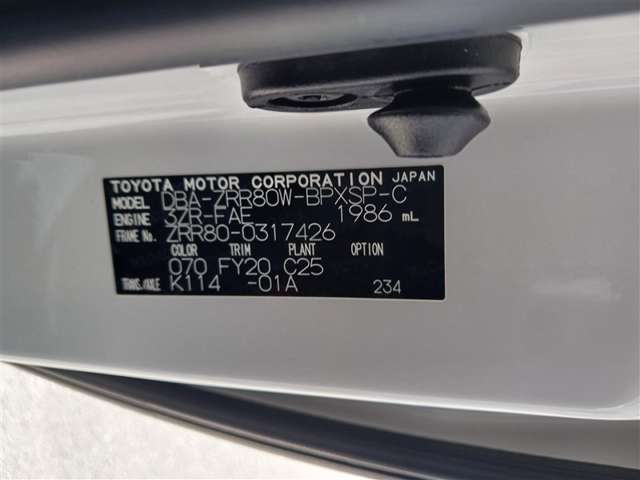 TOYOTA MOTOR CORPORATION JAPAN
MODEL DBA-ZRR80W-BPXSP-C
ENGINE 3ZR-FAE 1986 mL
FRAME No. ZRR80-0317426
COLOR TRIM PLANT OPTION
070 FY20 C25
TRANS./AXLE K114 -01A 234